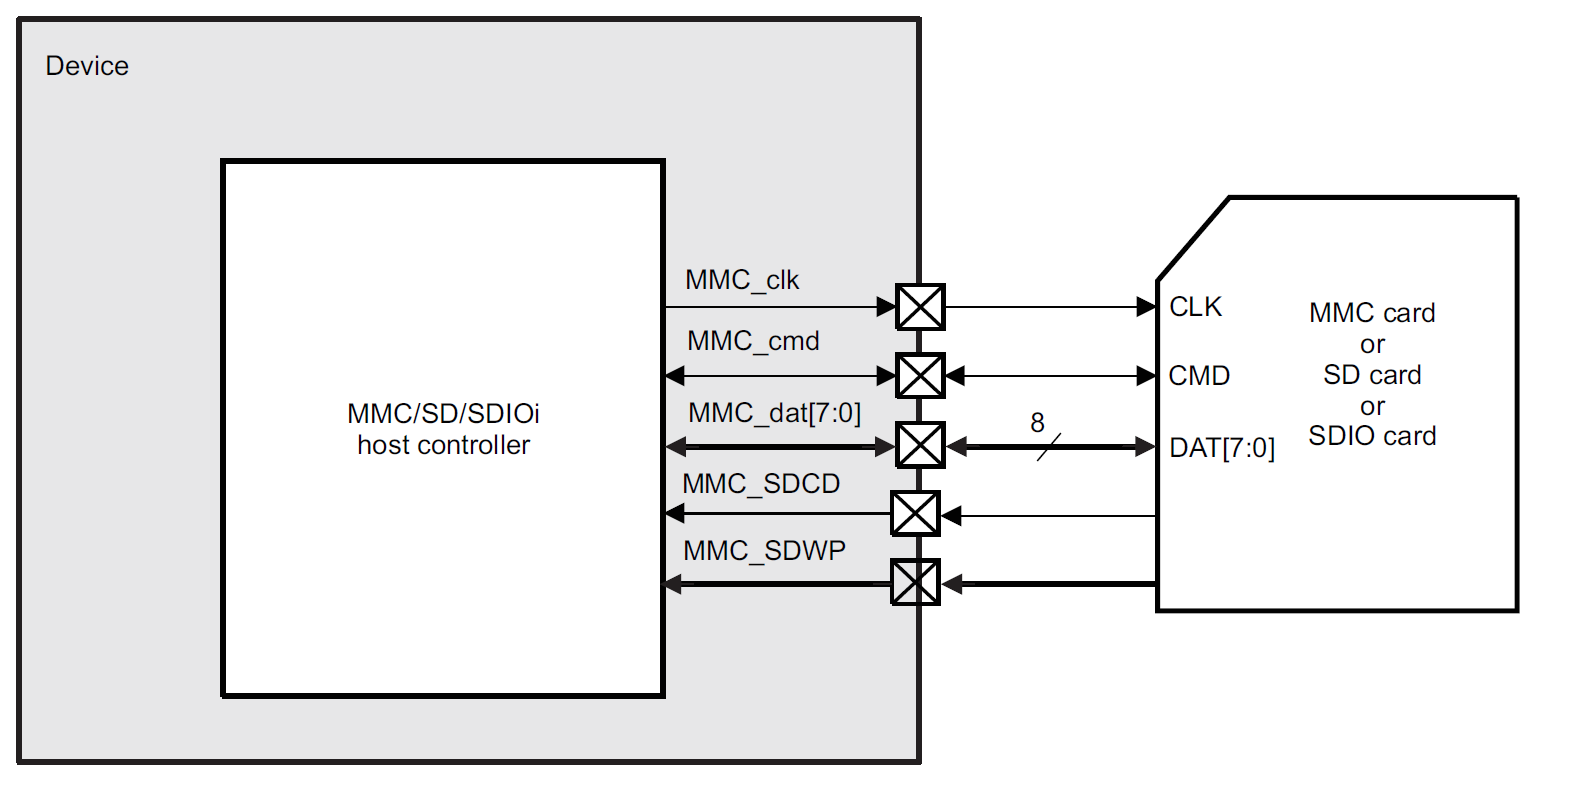 Device
MMC/SD/SDIOi
host controller
MMC_clk
MMC_cmd
MMC_dat[7:0]
MMC_SDCD
MMC_SDWP
8
CLK
CMD
DAT[7:0]
MMC card
or
SD card
or
SDIO card